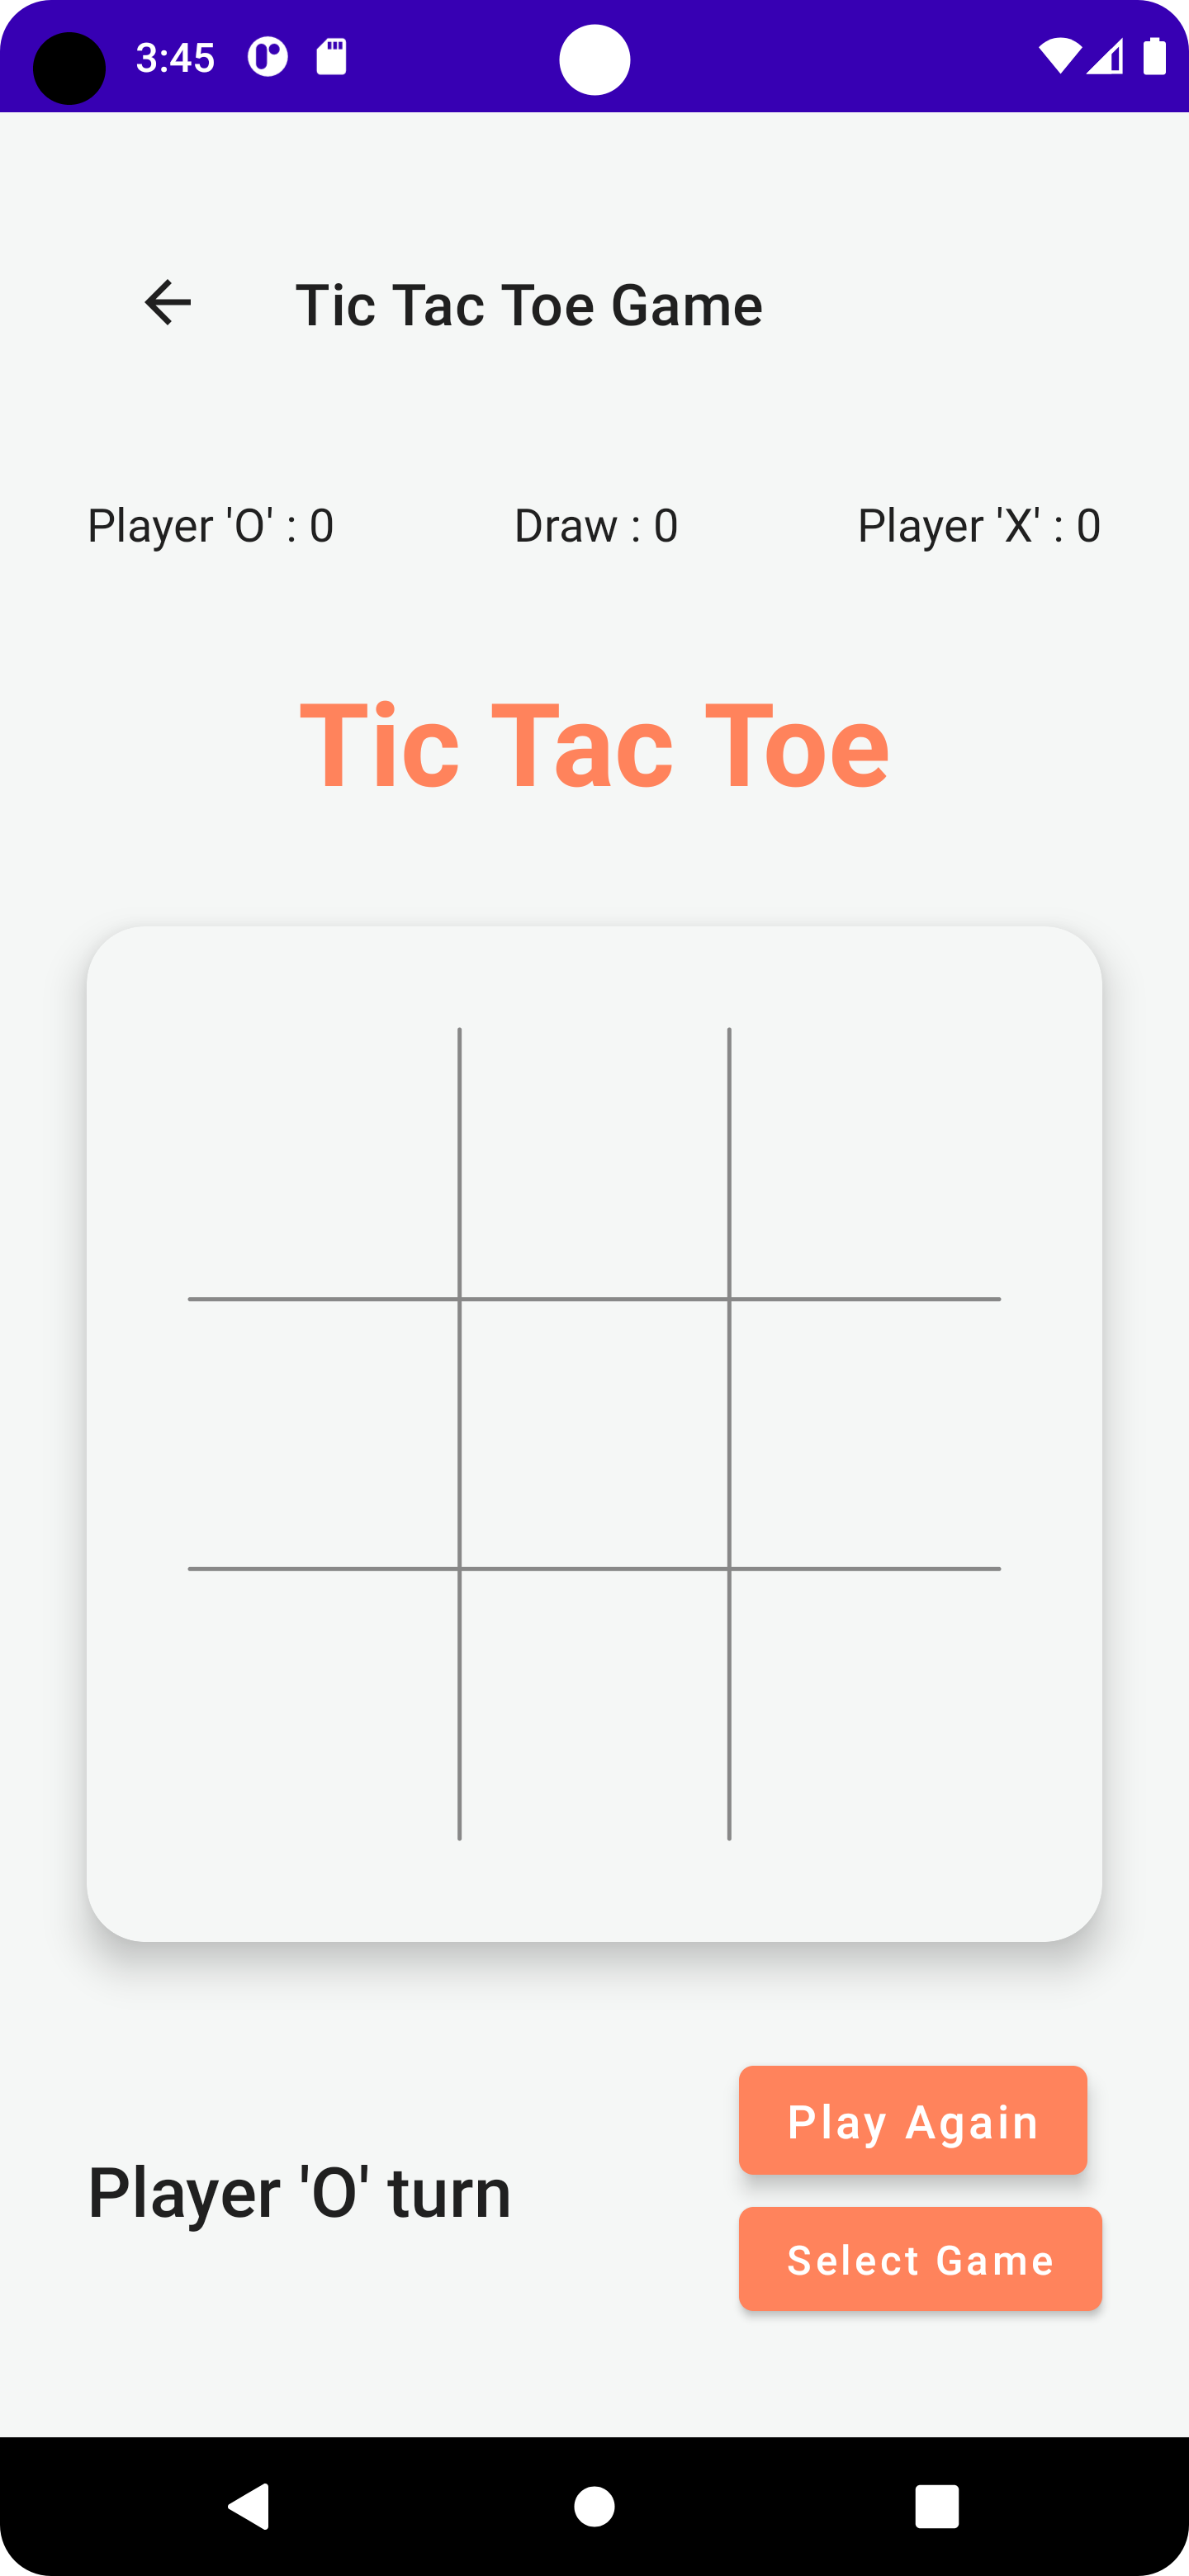 3:45
Tic Tac Toe Game
Player 'O' : 0
Draw : 0
Player 'X' : 0
Tic Tac Toe
Play Again
Player 'O' turn
Select Game